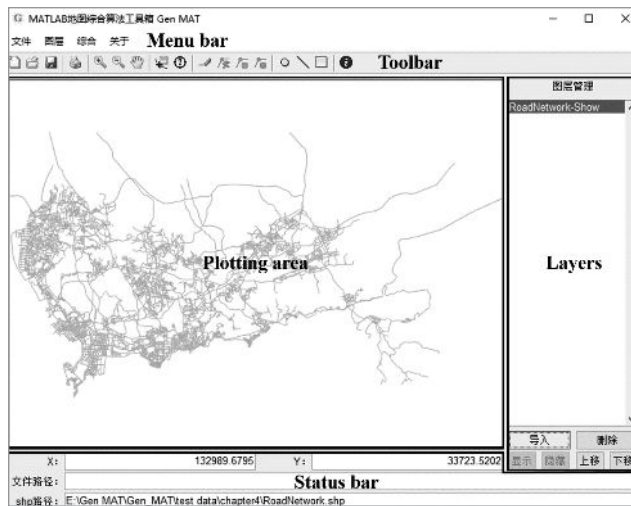 MATLAB地图综合算法工具箱 Gen MAT
文件 图层 综合 关于 Menu bar
Toolbar
图层管理
RoadNetwork-Show
Plotting area
Layers
导入 删除
显示 隐藏 上移 下移
X: 132989.6795 Y: 33723.5202
文件路径:
Status bar
shp路径: E:\Gen MAT\Gen_MAT\test data\chapter4\RoadNetwork.shp